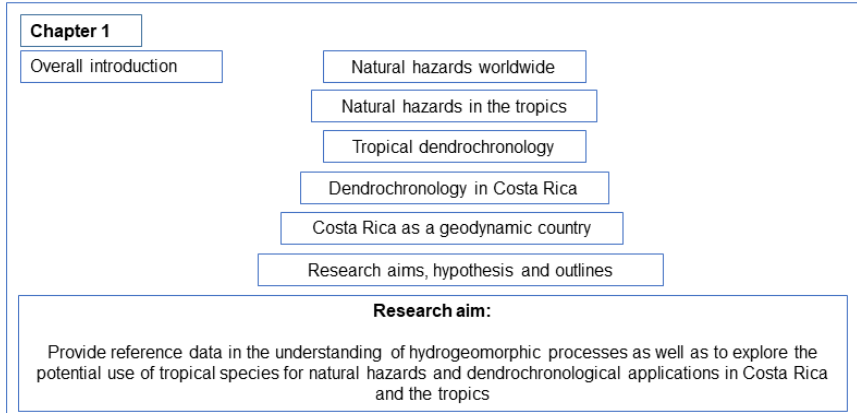 Chapter 1
Overall introduction
Natural hazards worldwide
Natural hazards in the tropics
Tropical dendrochronology
Dendrochronology in Costa Rica
Costa Rica as a geodynamic country
Research aims, hypothesis and outlines
Research aim:
Provide reference data in the understanding of hydrogeomorphic processes as well as to explore the
potential use of tropical species for natural hazards and dendrochronological applications in Costa Rica
and the tropics